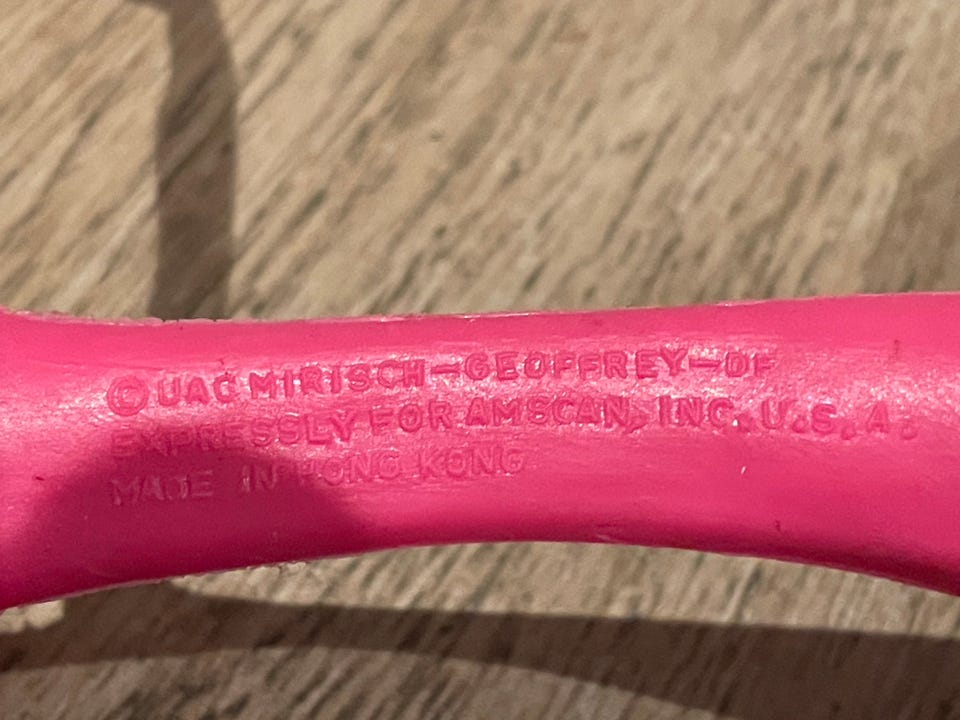 © UAC MIRISCH-GEOFFREY-DF
EXPRESSLY FOR AMSCAN, INC. U.S.A.
MADE IN HONG KONG